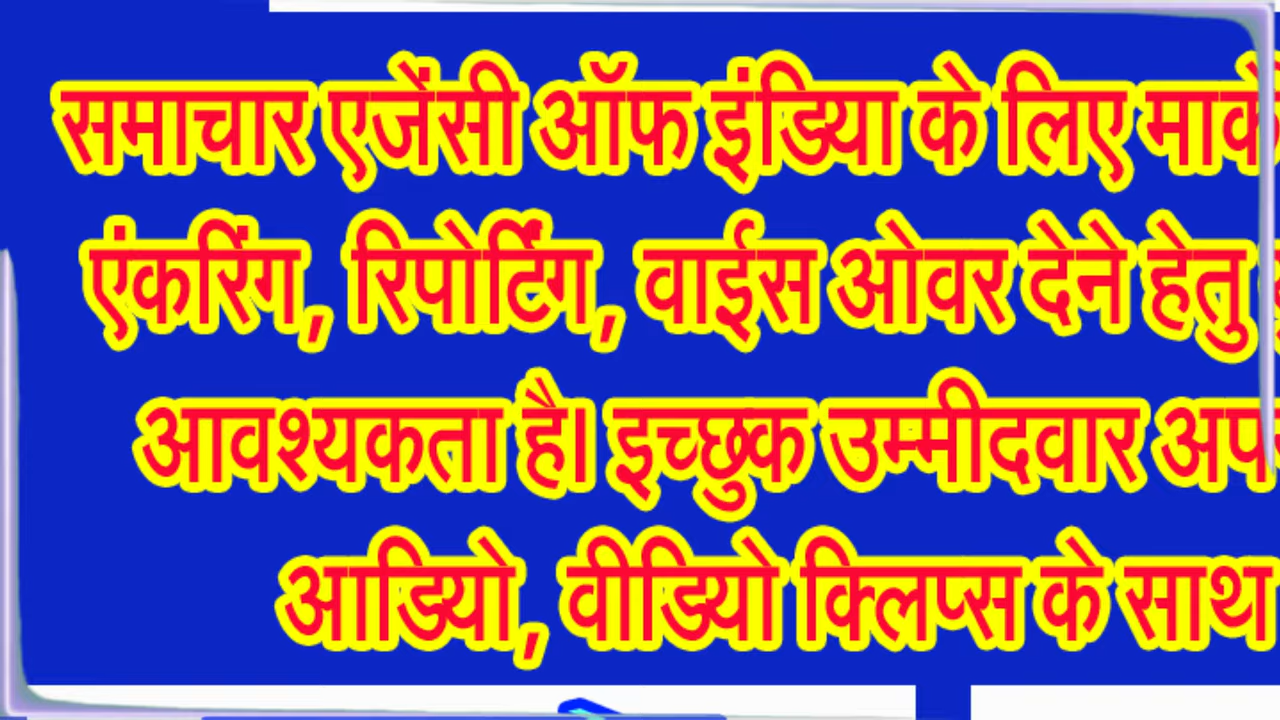 समाचार एजेंसी ऑफ इंडिया के लिए
एंकरिंग, रिपोर्टिंग, वाईस ओवर देने हेतु
आवश्यकता है। इच्छुक उम्मीदवार
आडियो, वीडियो क्लिप्स के साथ